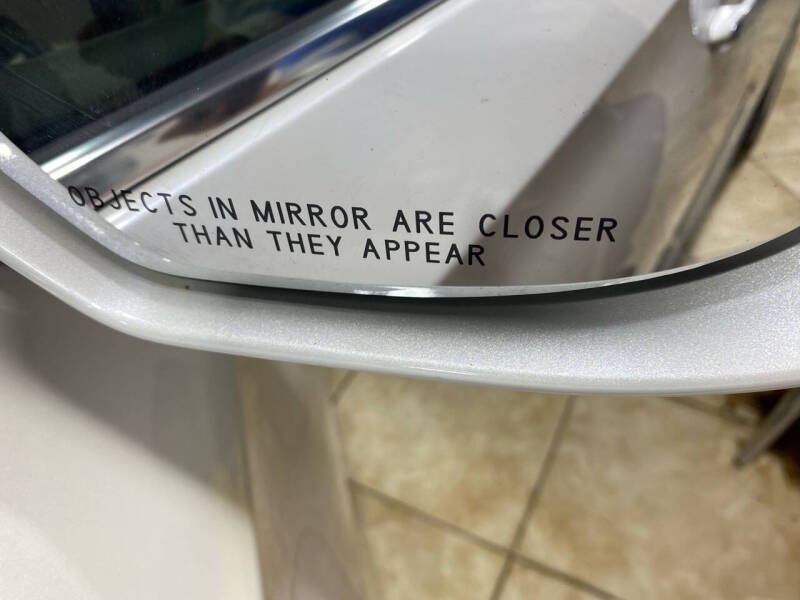 OBJECTS IN MIRROR ARE CLOSER
THAN THEY APPEAR